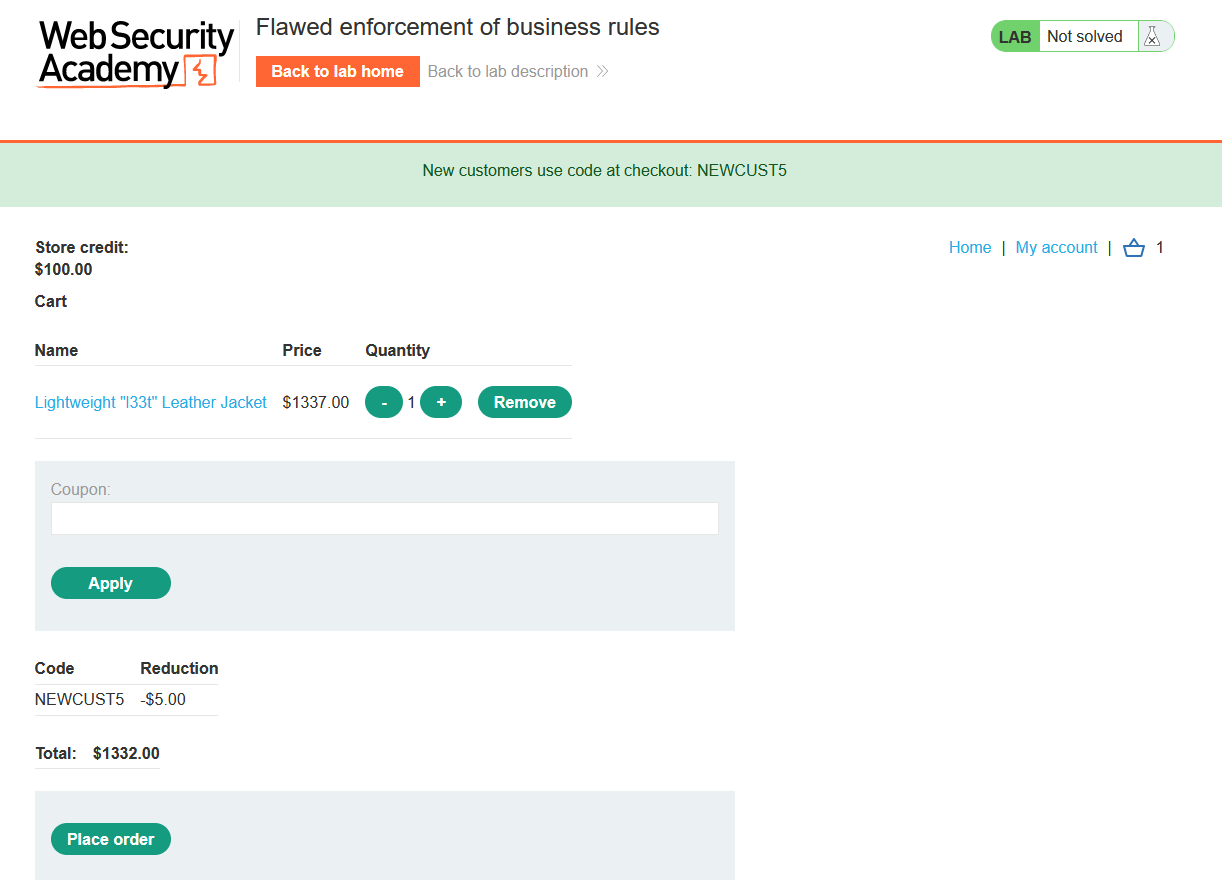 Web Security
Academy
Flawed enforcement of business rules
Back to lab home
Back to lab description
LAB Not solved
New customers use code at checkout: NEWCUST5
Store credit:
$100.00
Home | My account | 1
Cart
Name Price Quantity
Lightweight "l33t" Leather Jacket $1337.00 - 1 + Remove
Coupon:
Apply
Code Reduction
NEWCUST5 -$5.00
Total: $1332.00
Place order